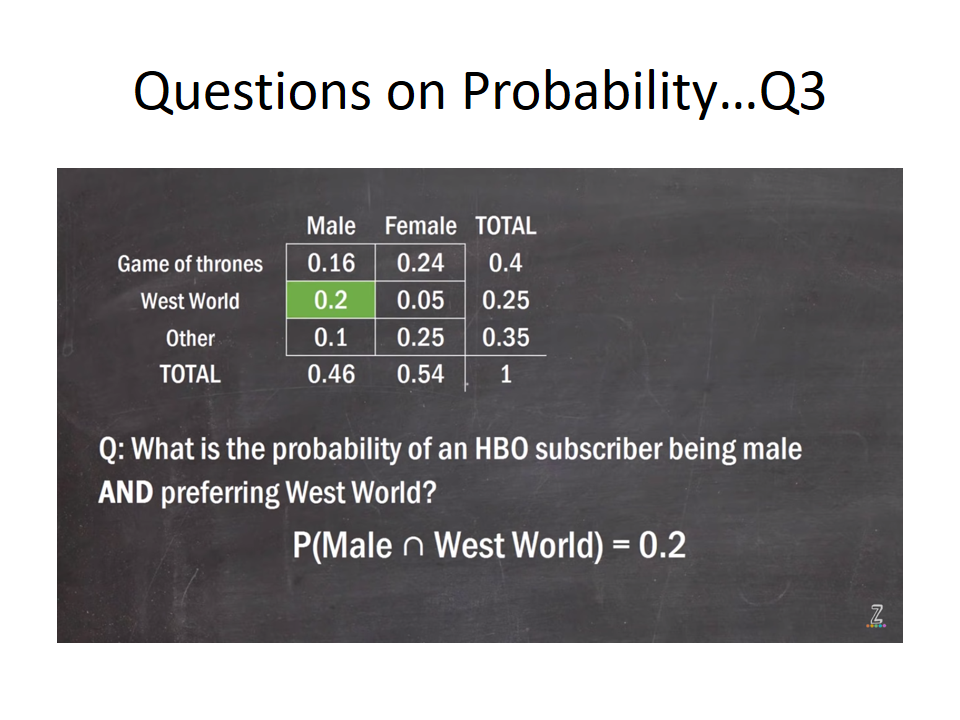 Questions on Probability...Q3
Male Female TOTAL
Game of thrones 0.16 0.24 0.4
West World 0.2 0.05 0.25
Other 0.1 0.25 0.35
TOTAL 0.46 0.54 1
Q: What is the probability of an HBO subscriber being male
AND preferring West World?
P(Male ∩ West World) = 0.2
Z